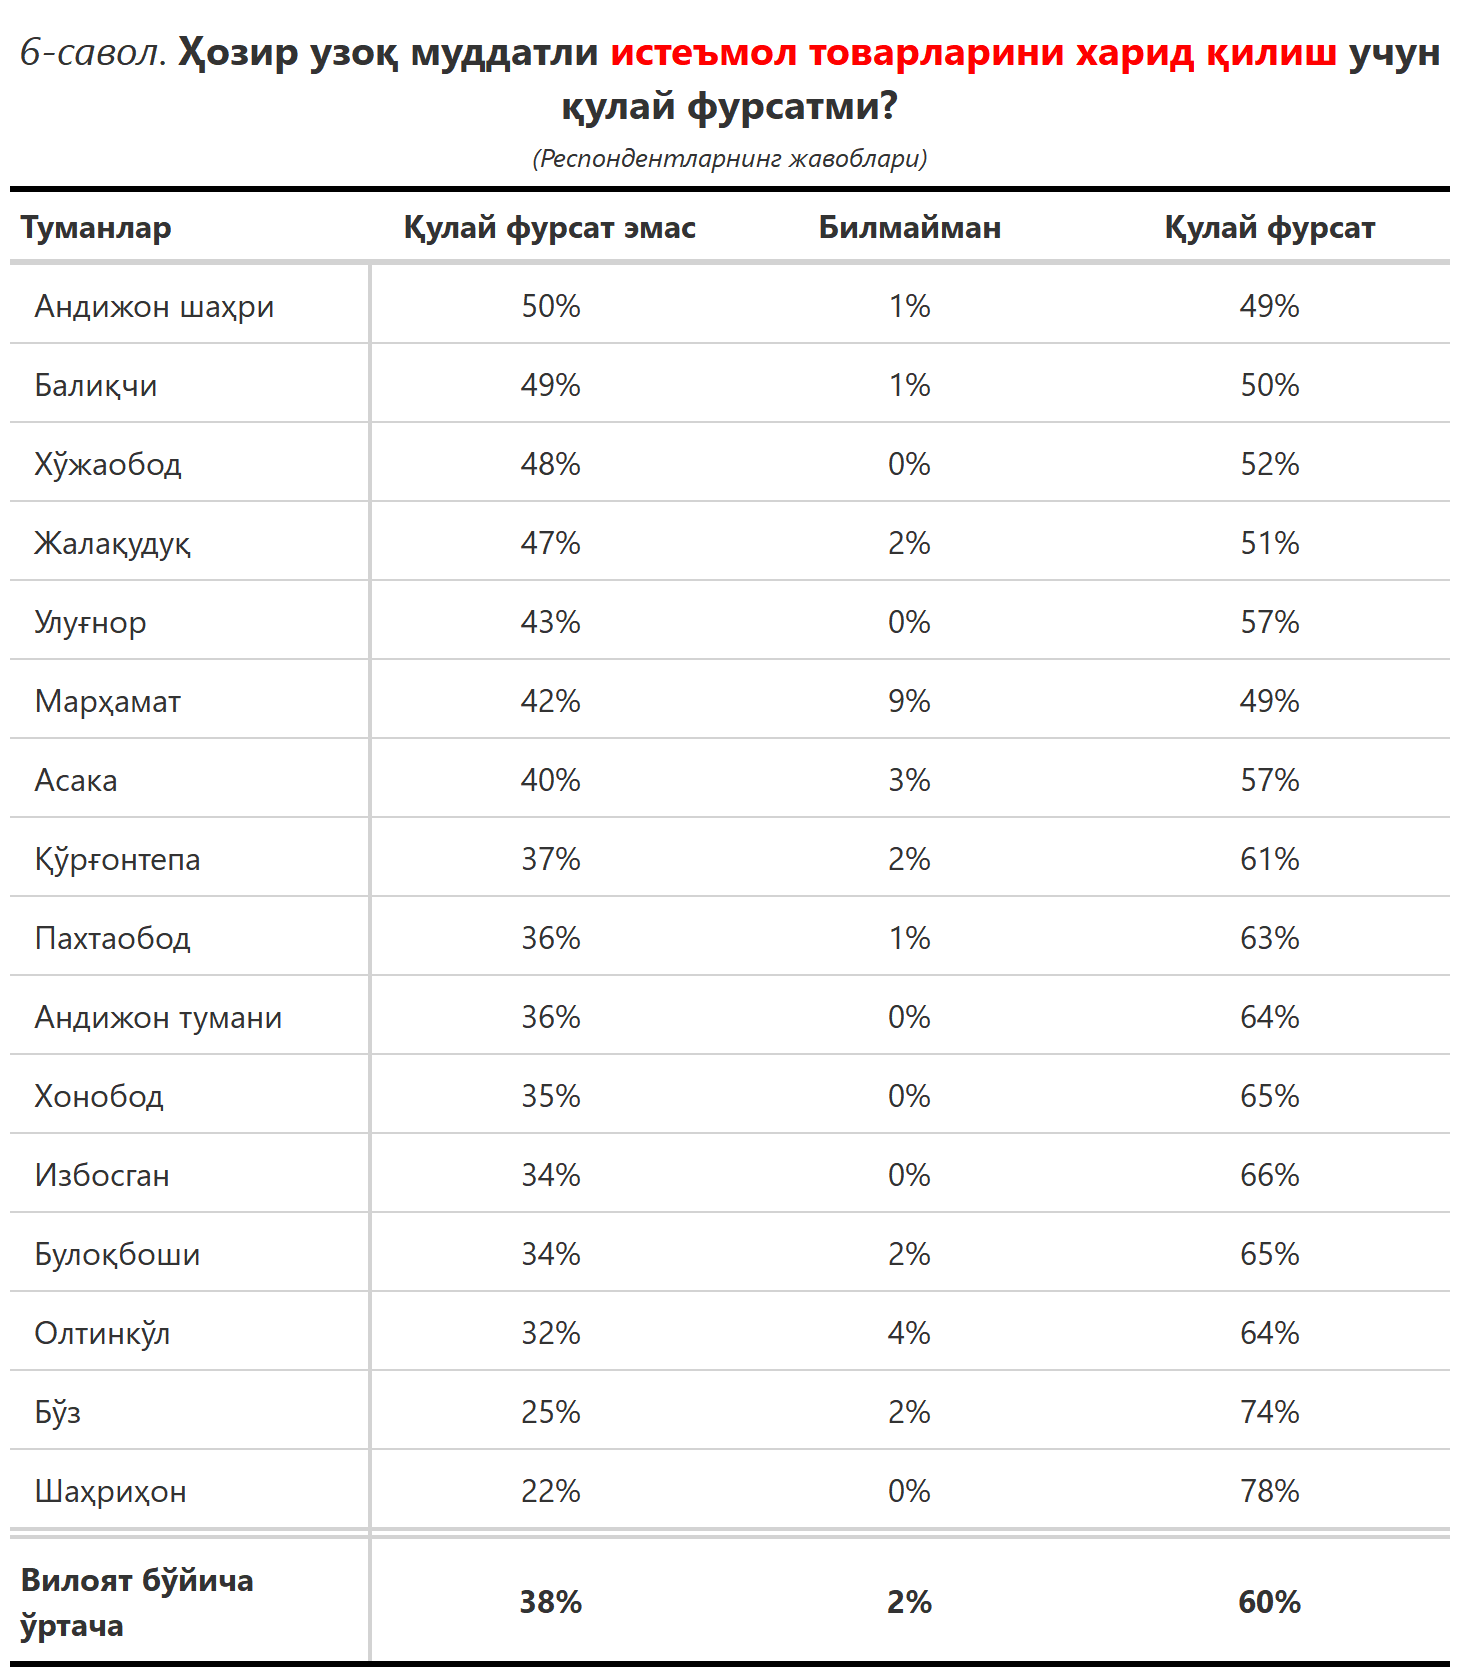 6-савол. Ҳозир узоқ муддатли истеъмол товарларини харид қилиш учун
қулай фурсатми?
(Респондентларнинг жавоблари)
Туманлар Қулай фурсат эмас Билмайман Қулай фурсат
Андижон шаҳри 50% 1% 49%
Балиқчи 49% 1% 50%
Хўжаобод 48% 0% 52%
Жалақудуқ 47% 2% 51%
Улуғнор 43% 0% 57%
Марҳамат 42% 9% 49%
Асака 40% 3% 57%
Қўрғонтепа 37% 2% 61%
Пахтаобод 36% 1% 63%
Андижон тумани 36% 0% 64%
Хонобод 35% 0% 65%
Избосган 34% 0% 66%
Булоқбоши 34% 2% 65%
Олтинкўл 32% 4% 64%
Бўз 25% 2% 74%
Шаҳриҳон 22% 0% 78%
Вилоят бўйича
ўртача 38% 2% 60%